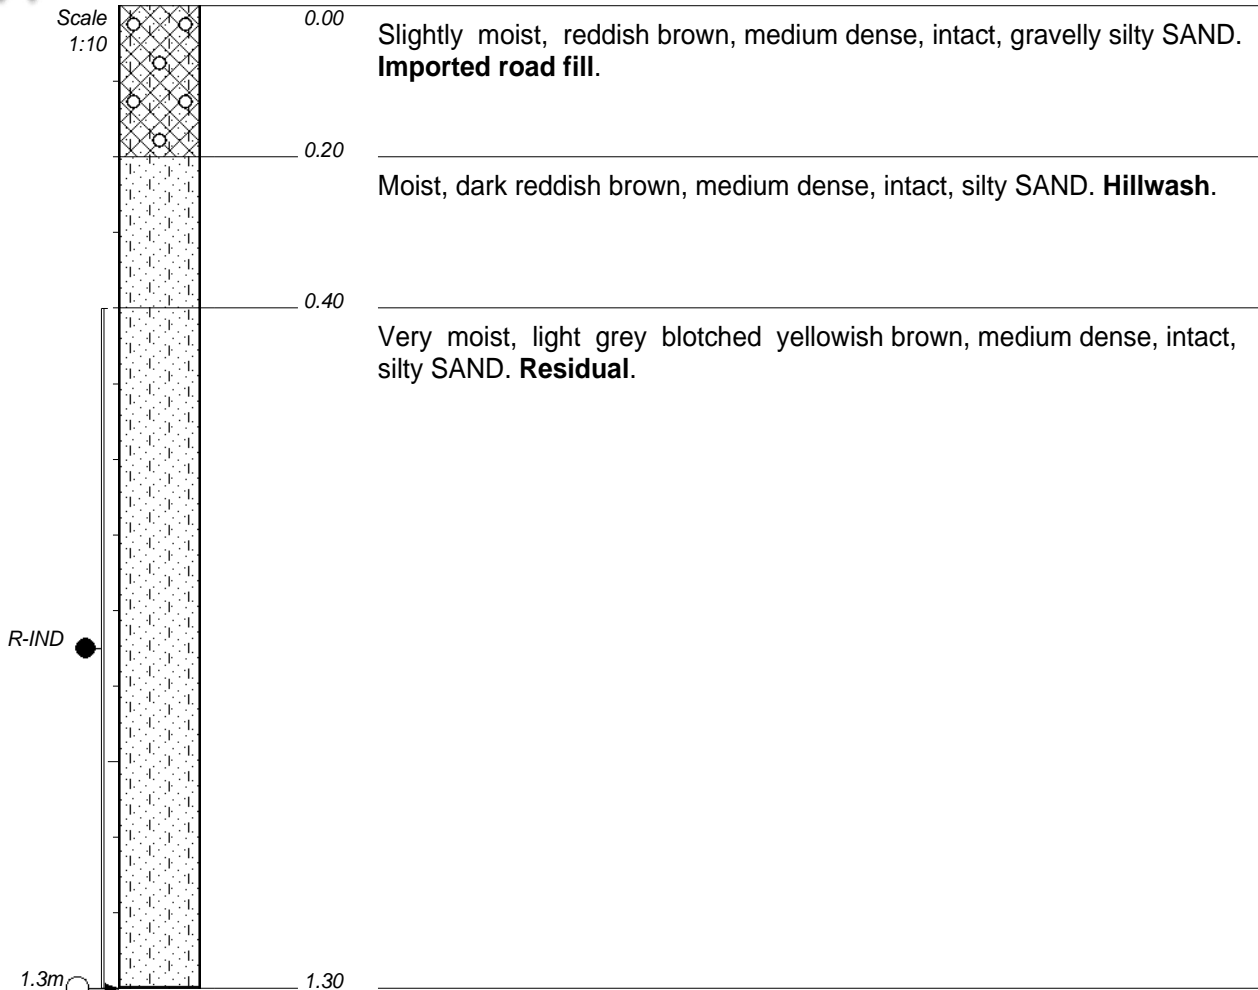 Scale
1:10
0.00
Slightly moist, reddish brown, medium dense, intact, gravelly silty SAND.
Imported road fill.
0.20
Moist, dark reddish brown, medium dense, intact, silty SAND. Hillwash.
0.40
Very moist, light grey blotched yellowish brown, medium dense, intact,
silty SAND. Residual.
R-IND
1.3m
1.30